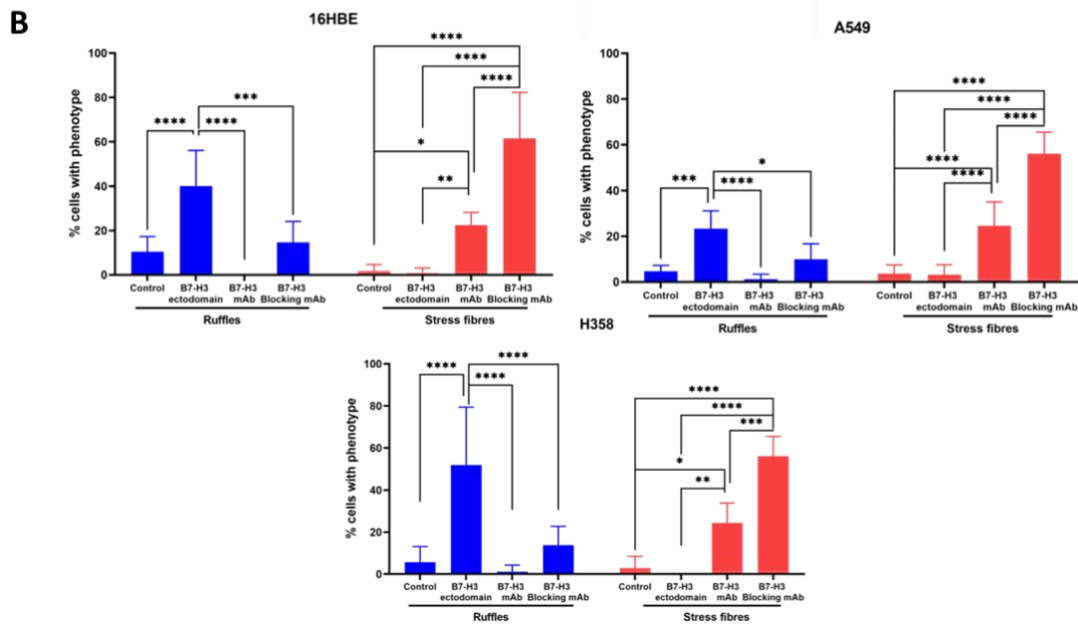 B
16HBE
% cells with phenotype
100
80
60
40
20
0
****
****
***
****
****
****
*
**
Control
B7-H3
ectodomain
B7-H3
mAb
B7-H3
Blocking mAb
Control
B7-H3
ectodomain
B7-H3
mAb
B7-H3
Blocking mAb
Ruffles
Stress fibres
A549
% cells with phenotype
100
80
60
40
20
0
***
****
*
****
****
****
****
****
Control
B7-H3
ectodomain
B7-H3
mAb
B7-H3
Blocking mAb
Control
B7-H3
ectodomain
B7-H3
mAb
B7-H3
Blocking mAb
Ruffles
Stress fibres
H358
% cells with phenotype
100
80
60
40
20
0
****
****
****
****
****
***
*
**
Control
B7-H3
ectodomain
B7-H3
mAb
B7-H3
Blocking mAb
Control
B7-H3
ectodomain
B7-H3
mAb
B7-H3
Blocking mAb
Ruffles
Stress fibres